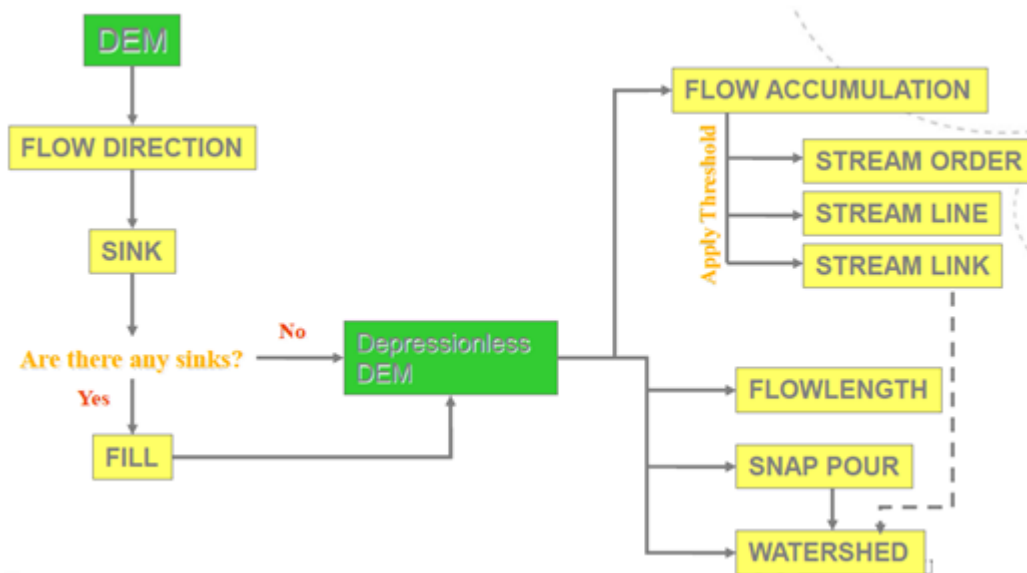 DEM
FLOW DIRECTION
SINK
Are there any sinks?
No
Yes
FILL
Depressionless
DEM
FLOW ACCUMULATION
Apply Threshold
STREAM ORDER
STREAM LINE
STREAM LINK
FLOWLENGTH
SNAP POUR
WATERSHED